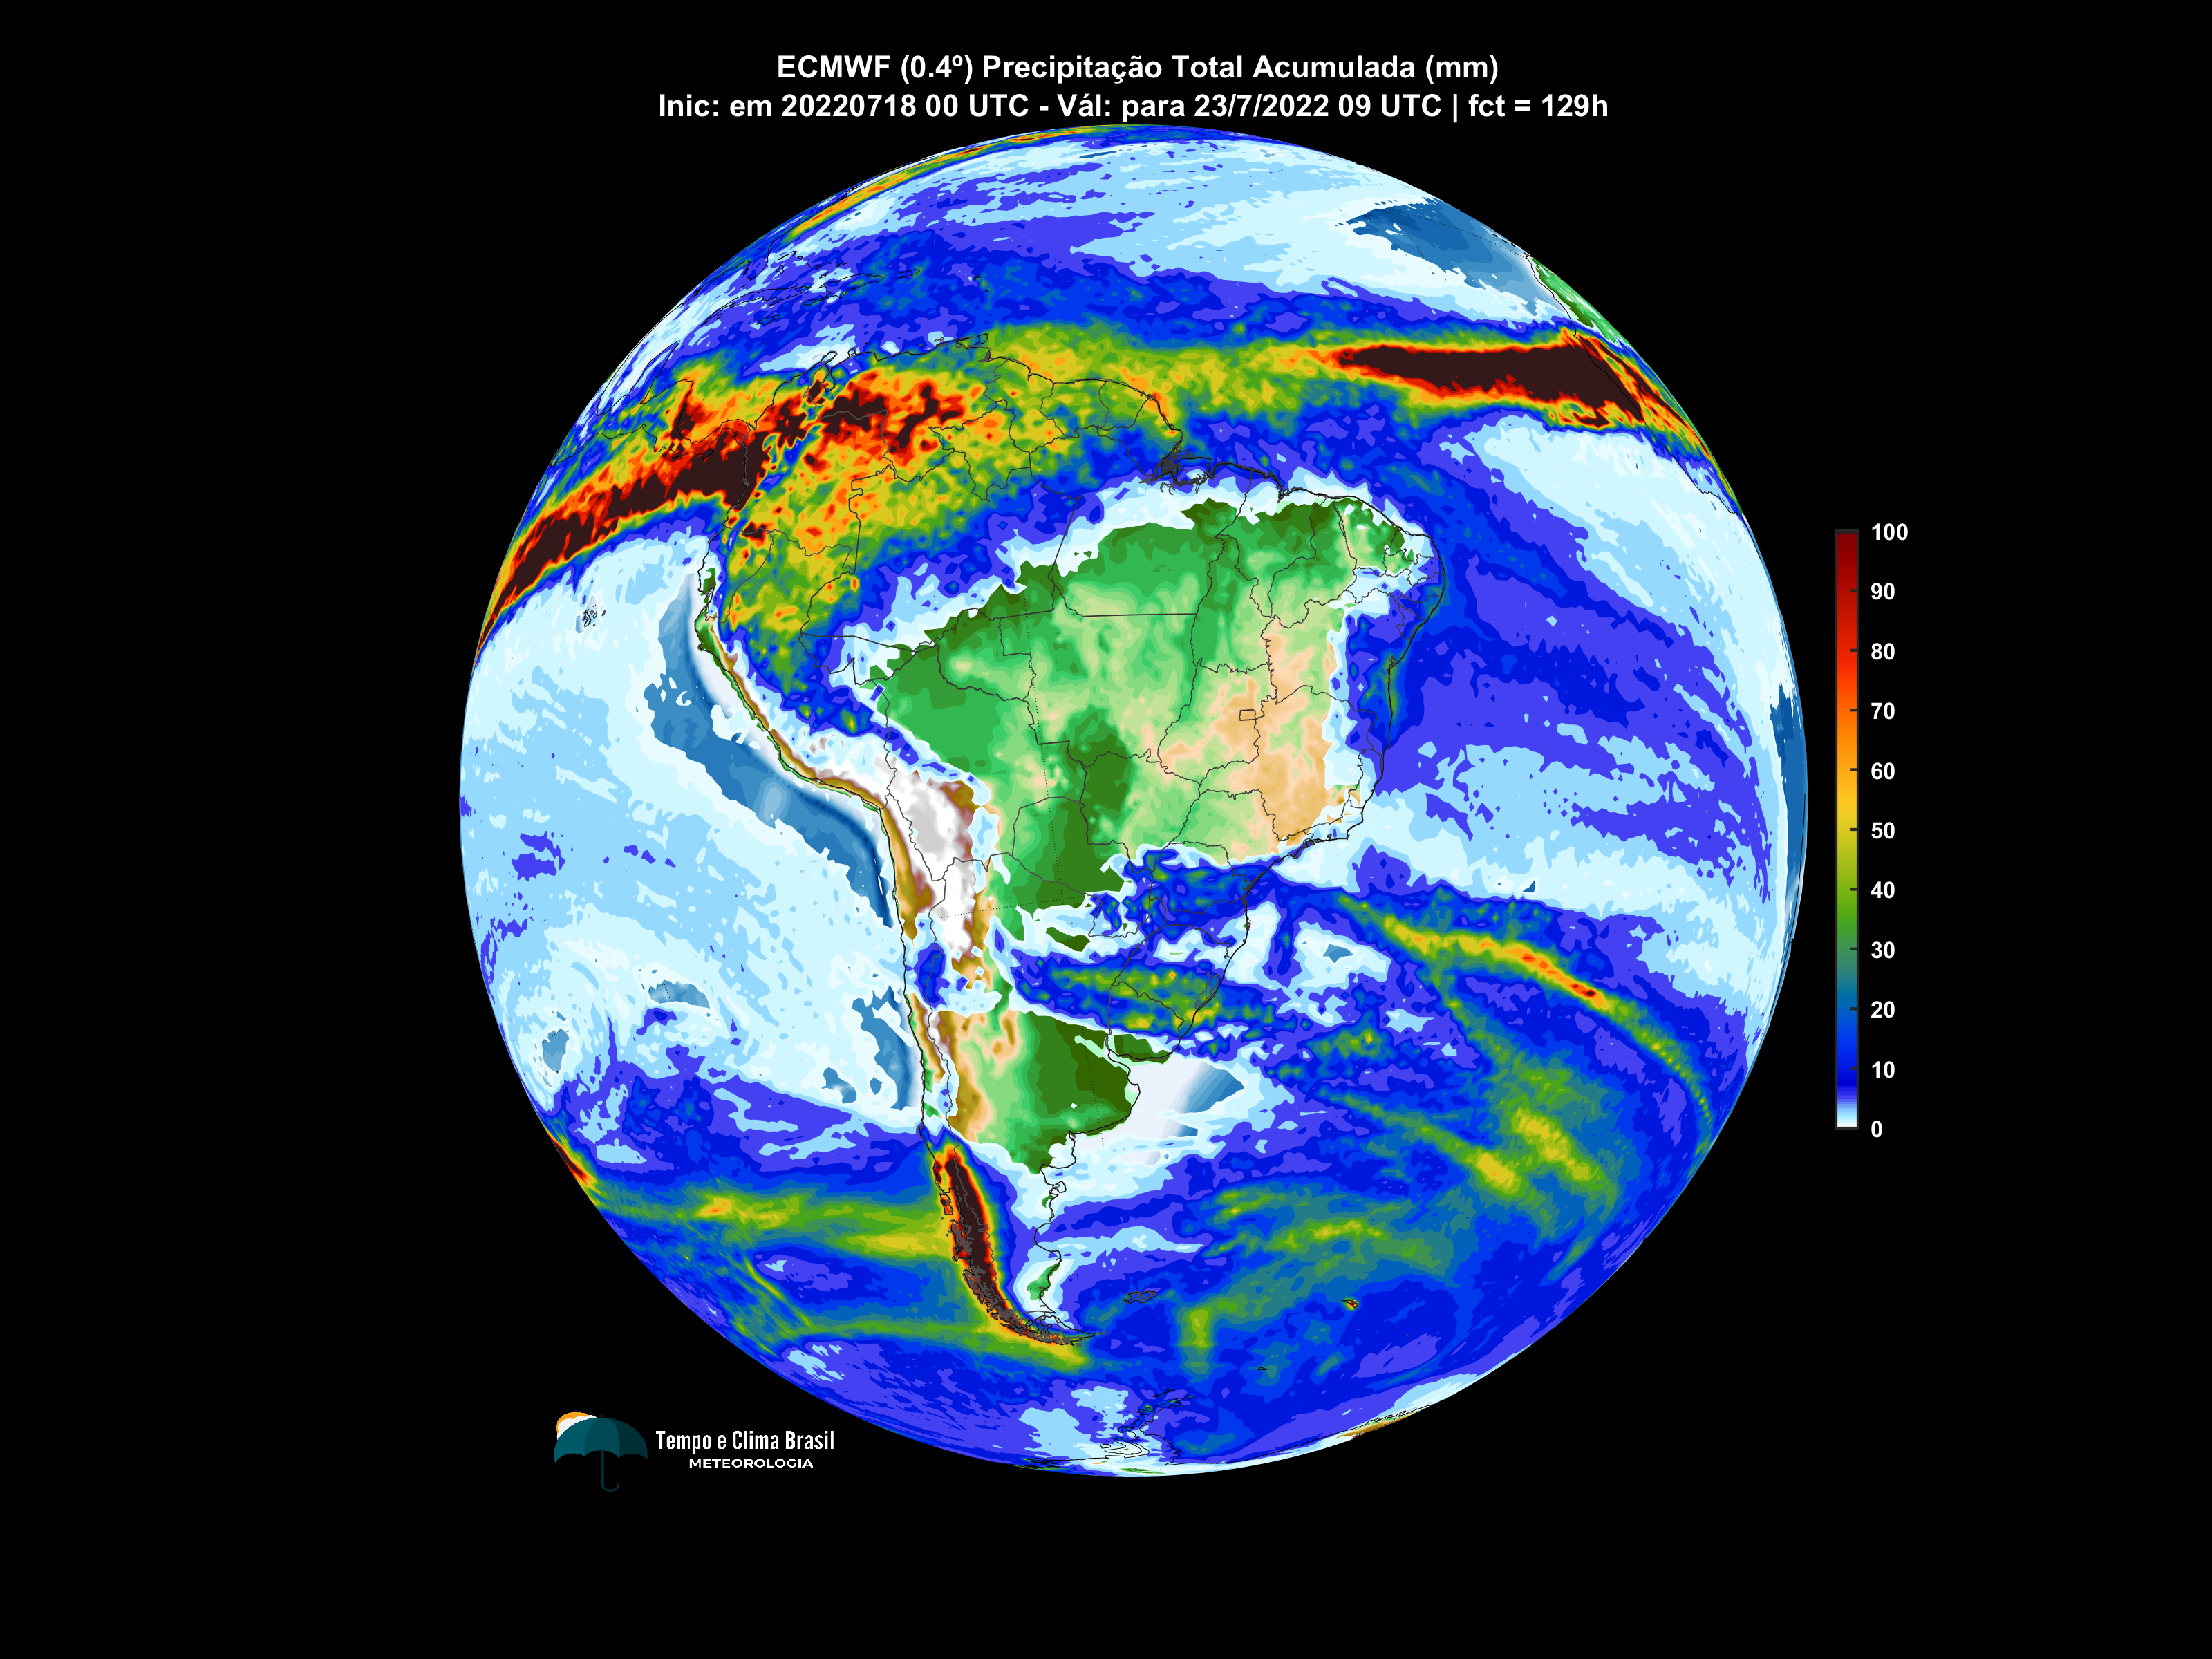 ECMWF (0.4º) Precipitação Total Acumulada (mm)
Inic: em 20220718 00 UTC - Vál: para 23/7/2022 09 UTC | fct = 129h
100
90
80
70
60
50
40
30
20
10
0
Tempo e Clima Brasil
METEOROLOGIA